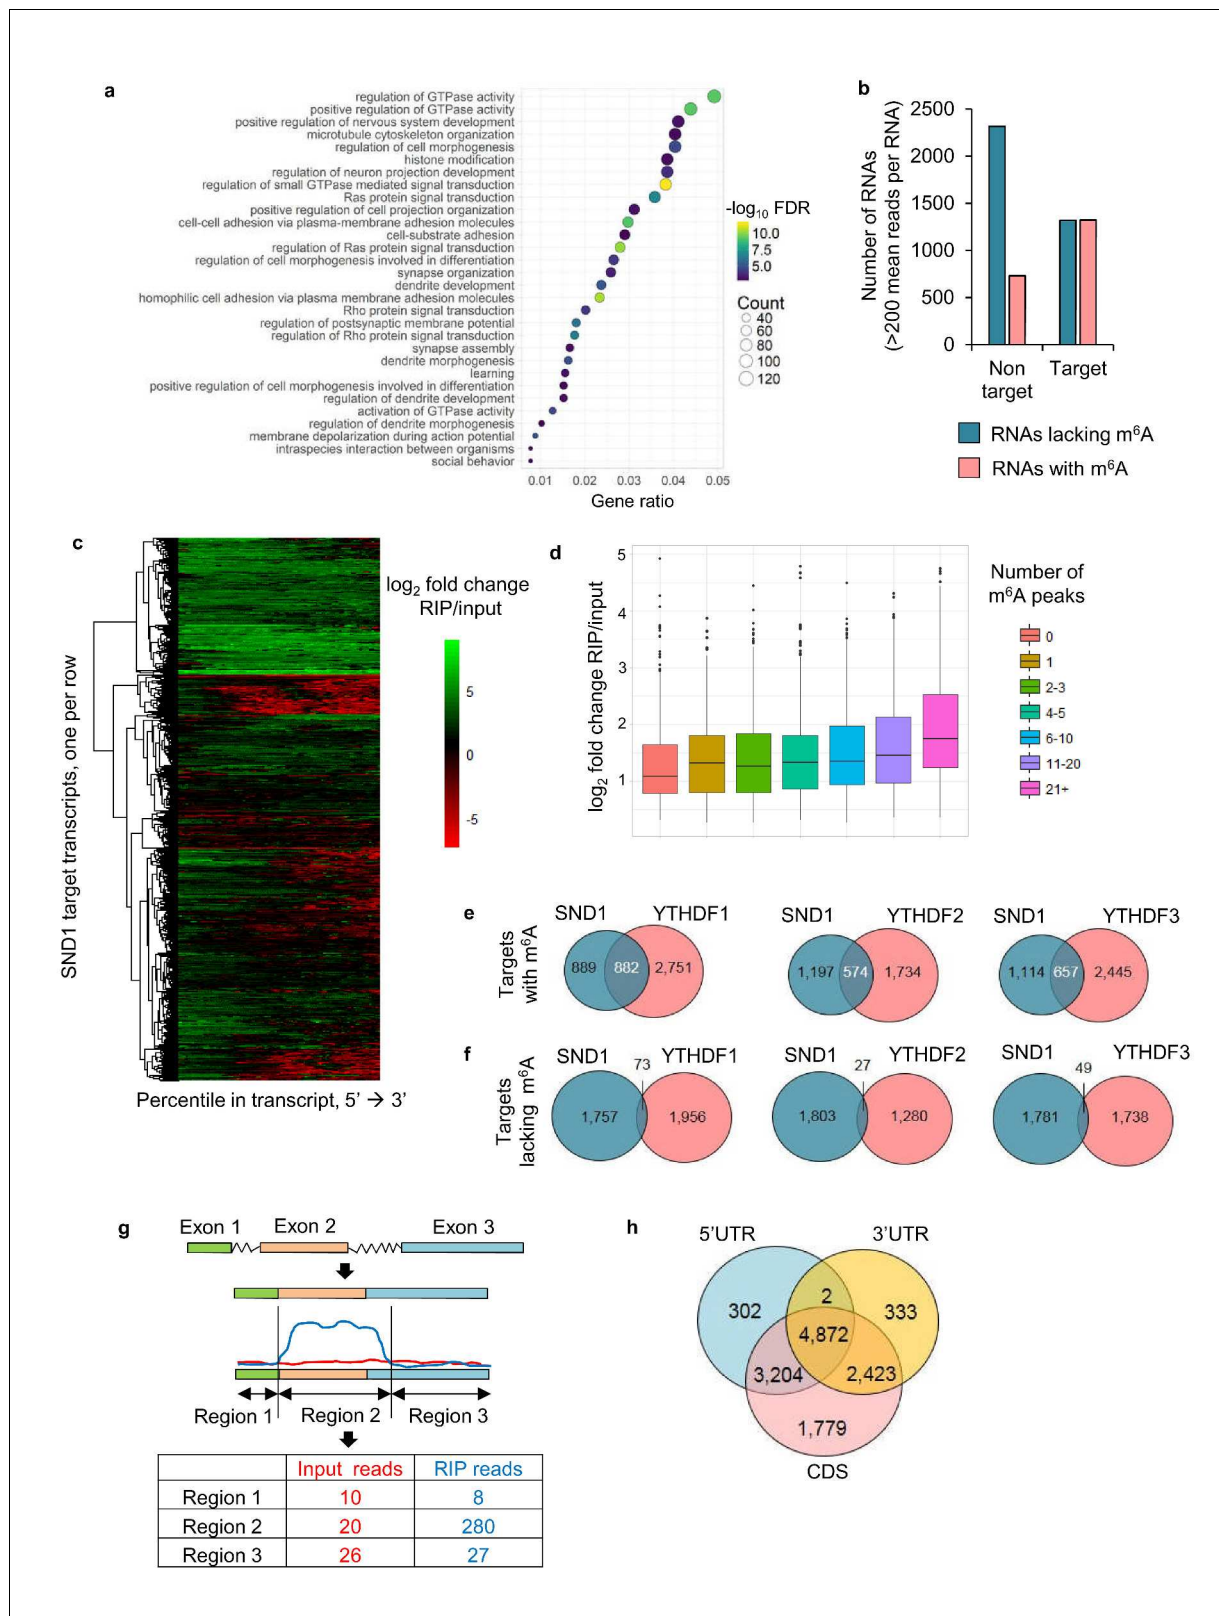 a
regulation of GTPase activity
positive regulation of GTPase activity
positive regulation of nervous system development
microtubule cytoskeleton organization
regulation of cell morphogenesis
histone modification
regulation of neuron projection development
regulation of small GTPase mediated signal transduction
Ras protein signal transduction
positive regulation of cell projection organization
cell-cell adhesion via plasma-membrane adhesion molecules
cell-substrate adhesion
regulation of Ras protein signal transduction
regulation of cell morphogenesis involved in differentiation
synapse organization
dendrite development
homophilic cell adhesion via plasma membrane adhesion molecules
Rho protein signal transduction
regulation of postsynaptic membrane potential
regulation of Rho protein signal transduction
synapse assembly
dendrite morphogenesis
learning
positive regulation of cell morphogenesis involved in differentiation
regulation of dendrite development
activation of GTPase activity
regulation of dendrite morphogenesis
membrane depolarization during action potential
intraspecies interaction between organisms
social behavior
0.01 0.02 0.03 0.04 0.05
Gene ratio
-log₁₀ FDR
10.0
7.5
5.0
Count
40
60
80
100
120
b
Number of RNAs
(>200 mean reads per RNA)
2500
2000
1500
1000
500
0
Non target
Target
RNAs lacking m⁶A
RNAs with m⁶A
c
SND1 target transcripts, one per row
Percentile in transcript, 5' → 3'
log₂ fold change
RIP/input
5
0
-5
d
log₂ fold change RIP/input
5
4
3
2
1
Number of
m⁶A peaks
0
1
2-3
4-5
6-10
11-20
21+
e
Targets
with m⁶A
SND1 YTHDF1
889 882 2,751
SND1 YTHDF2
1,197 574 1,734
SND1 YTHDF3
1,114 657 2,445
f
Targets
lacking m⁶A
SND1 73 YTHDF1
1,757 1,956
SND1 27 YTHDF2
1,803 1,280
SND1 49 YTHDF3
1,781 1,738
g
Exon 1 Exon 2 Exon 3
Region 1 Region 2 Region 3
Input reads RIP reads
Region 1 10 8
Region 2 20 280
Region 3 26 27
h
5'UTR 3'UTR
302 2 333
4,872
3,204 2,423
1,779
CDS